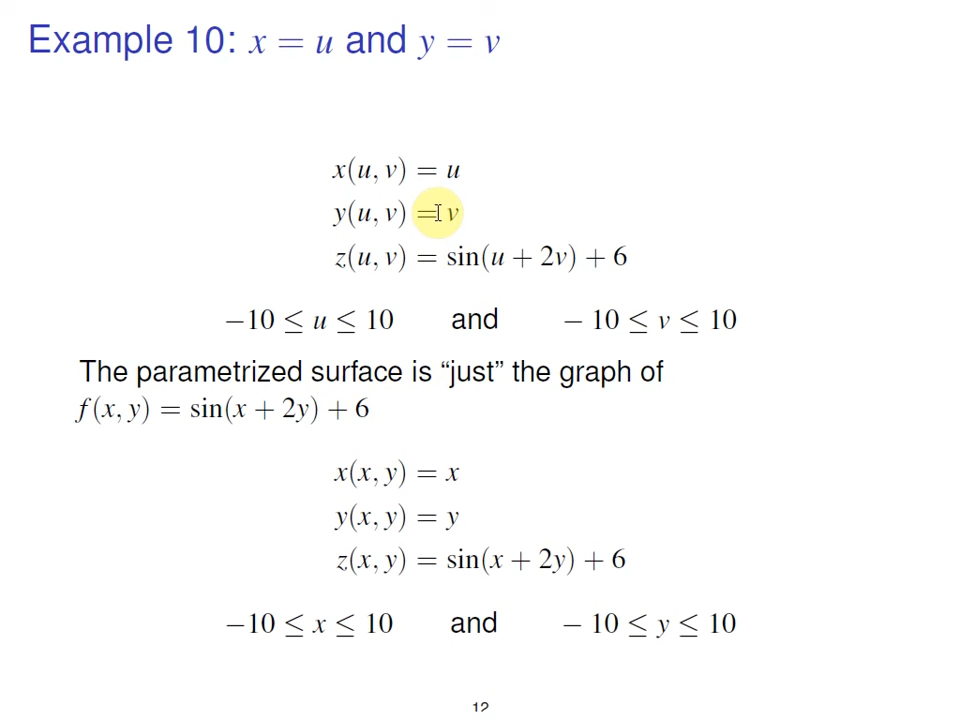 Example 10: x = u and y = v
x(u, v) = u
y(u, v) = v
z(u, v) = sin(u + 2v) + 6
−10 ≤ u ≤ 10 and − 10 ≤ v ≤ 10
The parametrized surface is “just” the graph of
f(x, y) = sin(x + 2y) + 6
x(x, y) = x
y(x, y) = y
z(x, y) = sin(x + 2y) + 6
−10 ≤ x ≤ 10 and − 10 ≤ y ≤ 10
12